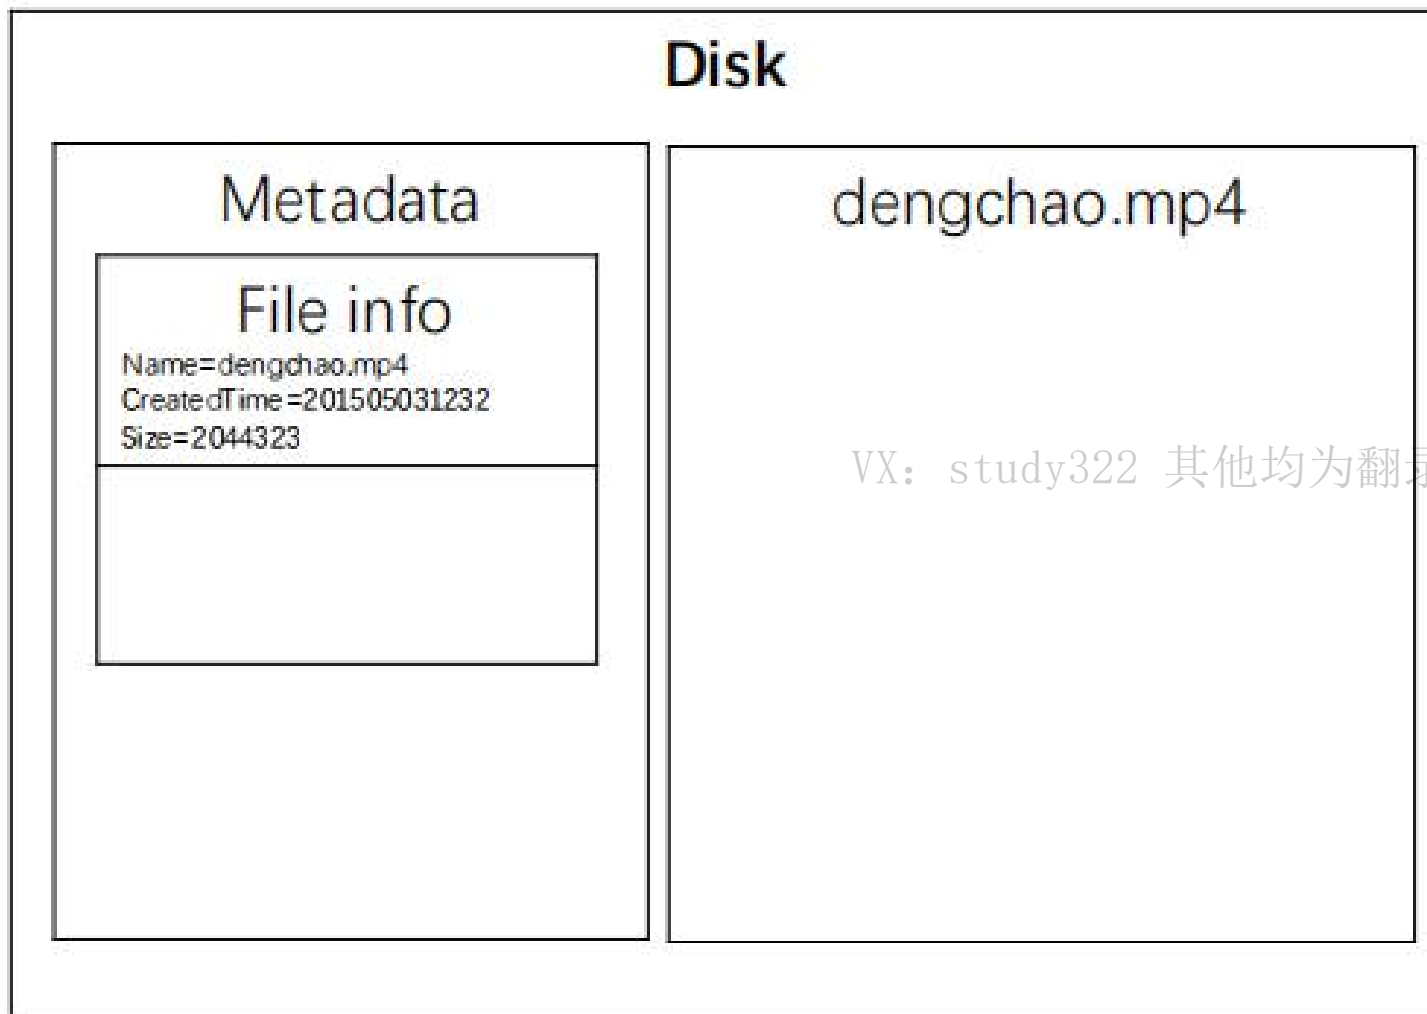 Disk
Metadata
dengchao.mp4
File info
Name=dengchao.mp4
CreatedTime=201505031232
Size=2044323
VX: study322 其他均为翻录